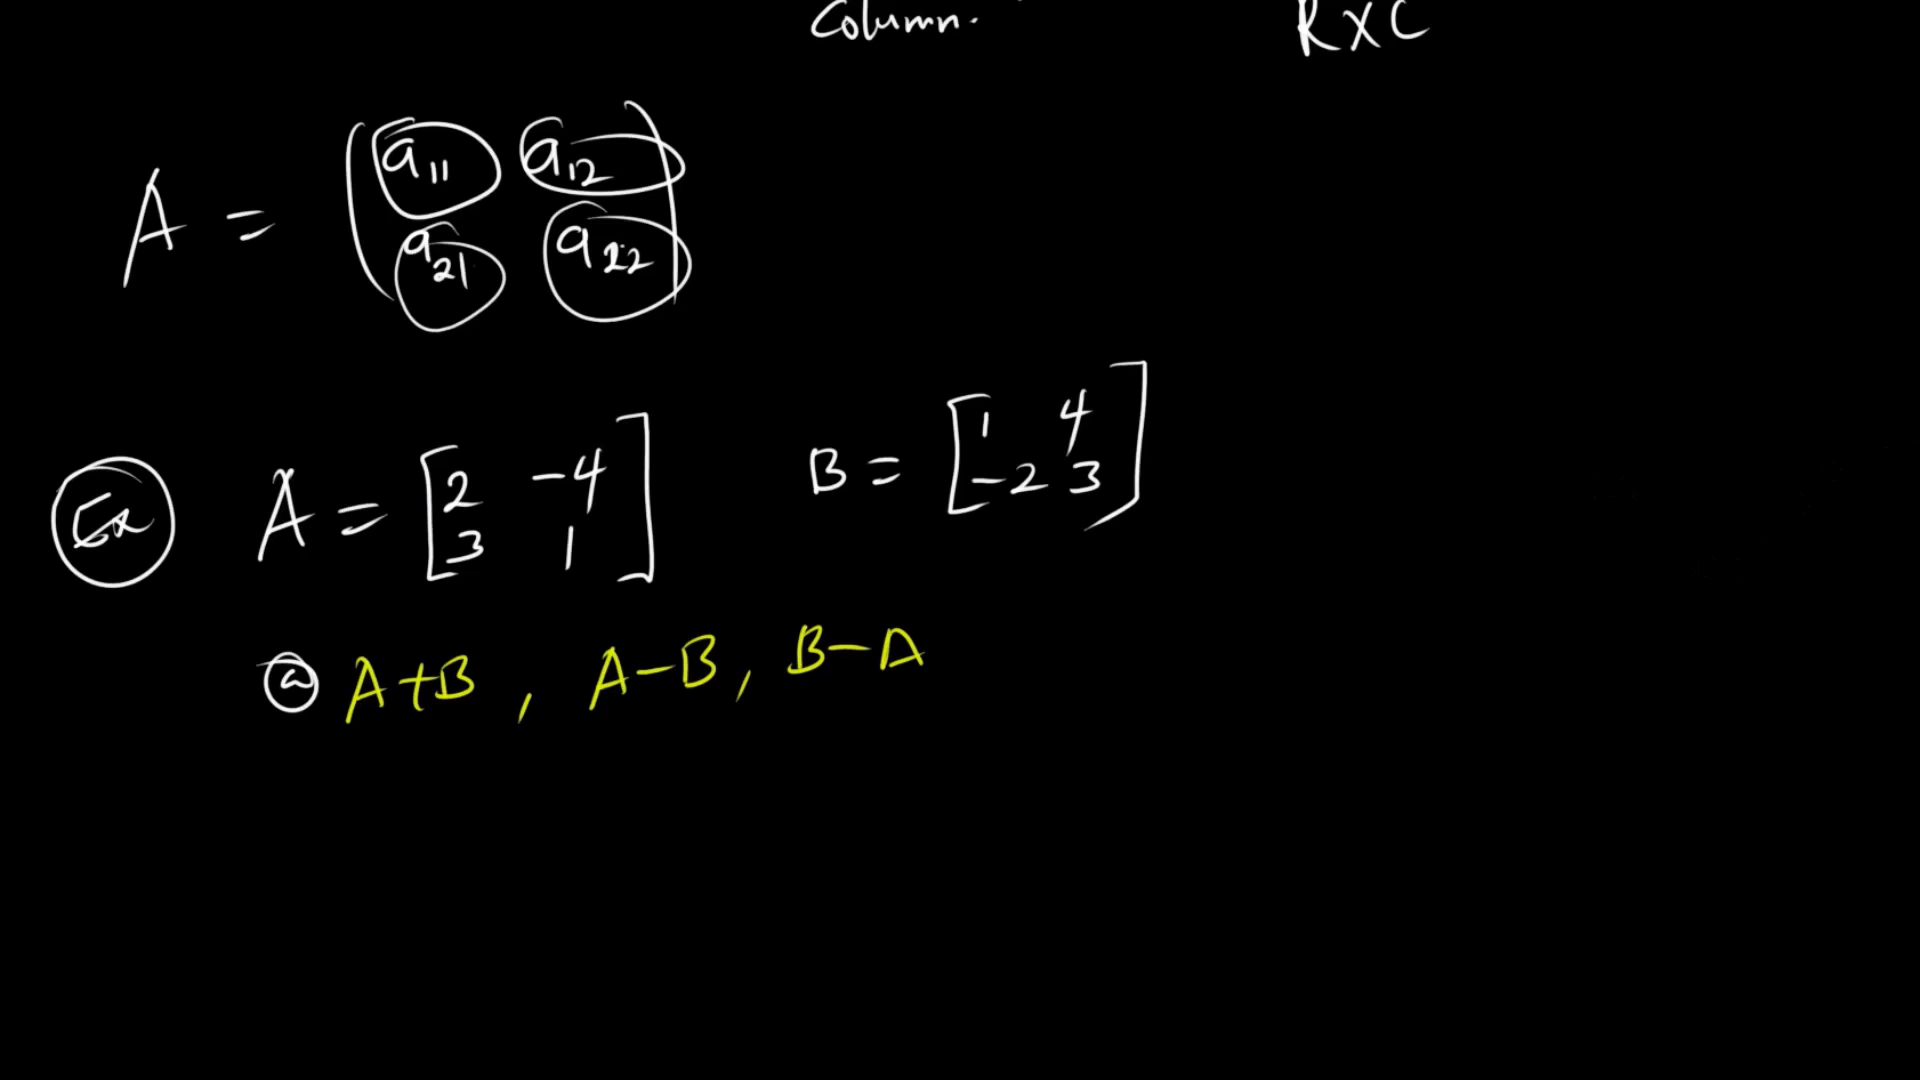 Column. R x C
A = ( a11 a12
a21 a22 )
Ex A = [ 2 -4
3 1 ] B = [ 1 4
-2 3 ]
a A+B , A-B , B-A